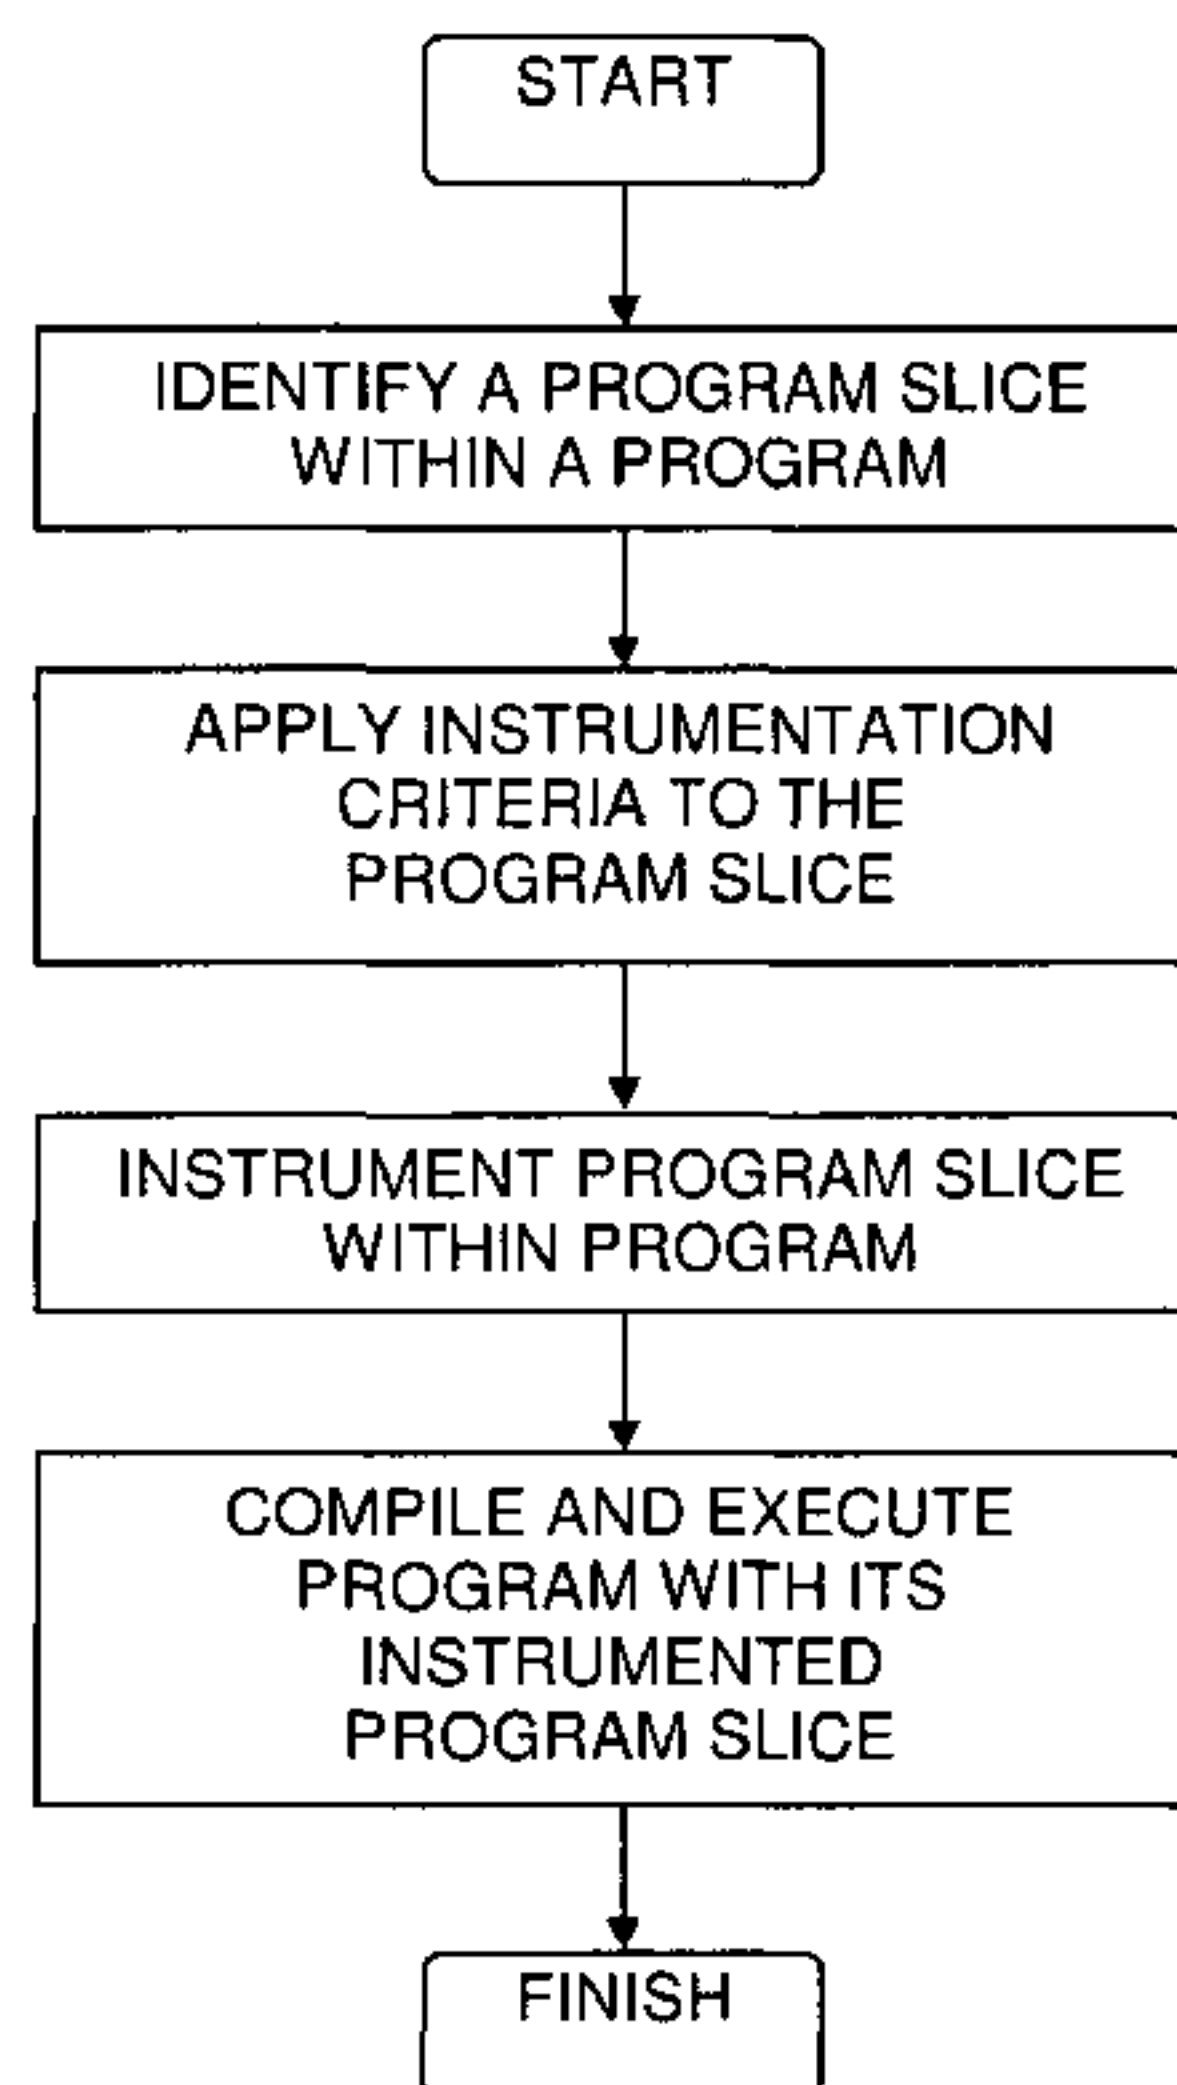 START
IDENTIFY A PROGRAM SLICE
WITHIN A PROGRAM
APPLY INSTRUMENTATION
CRITERIA TO THE
PROGRAM SLICE
INSTRUMENT PROGRAM SLICE
WITHIN PROGRAM
COMPILE AND EXECUTE
PROGRAM WITH ITS
INSTRUMENTED
PROGRAM SLICE
FINISH